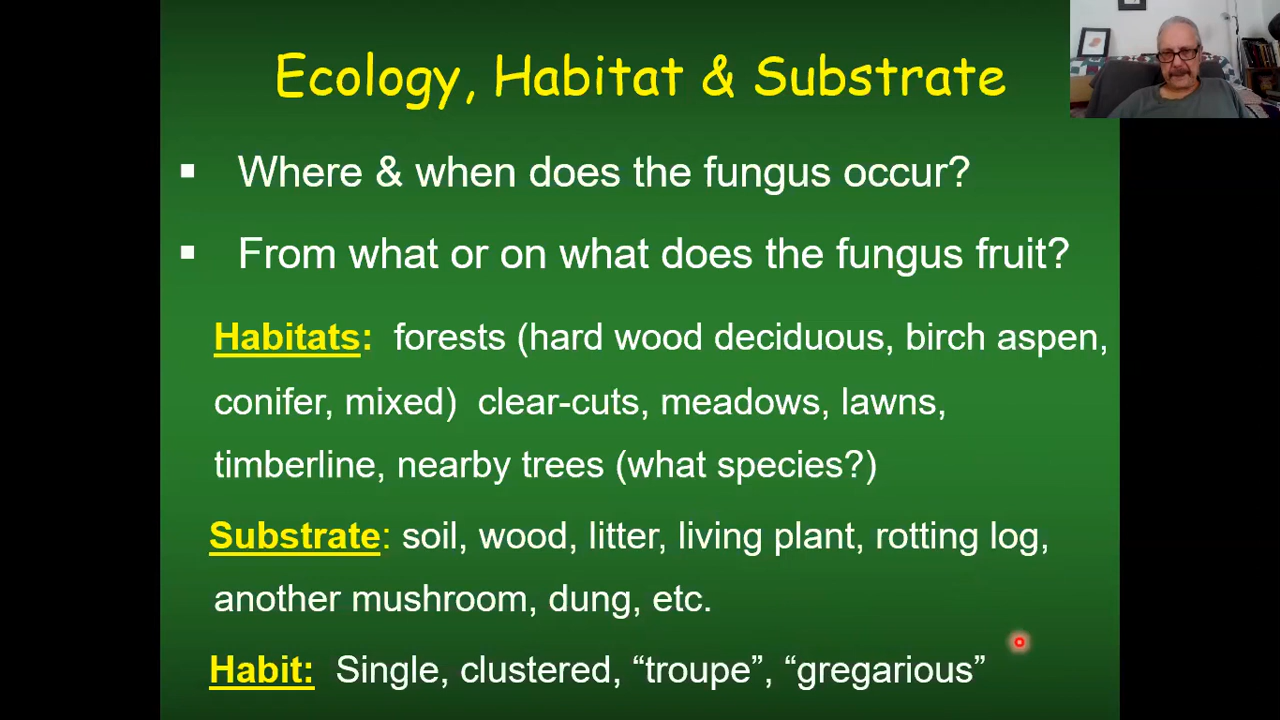 Ecology, Habitat & Substrate
▪ Where & when does the fungus occur?
▪ From what or on what does the fungus fruit?
Habitats: forests (hard wood deciduous, birch aspen,
conifer, mixed) clear-cuts, meadows, lawns,
timberline, nearby trees (what species?)
Substrate: soil, wood, litter, living plant, rotting log,
another mushroom, dung, etc.
Habit: Single, clustered, “troupe”, “gregarious”